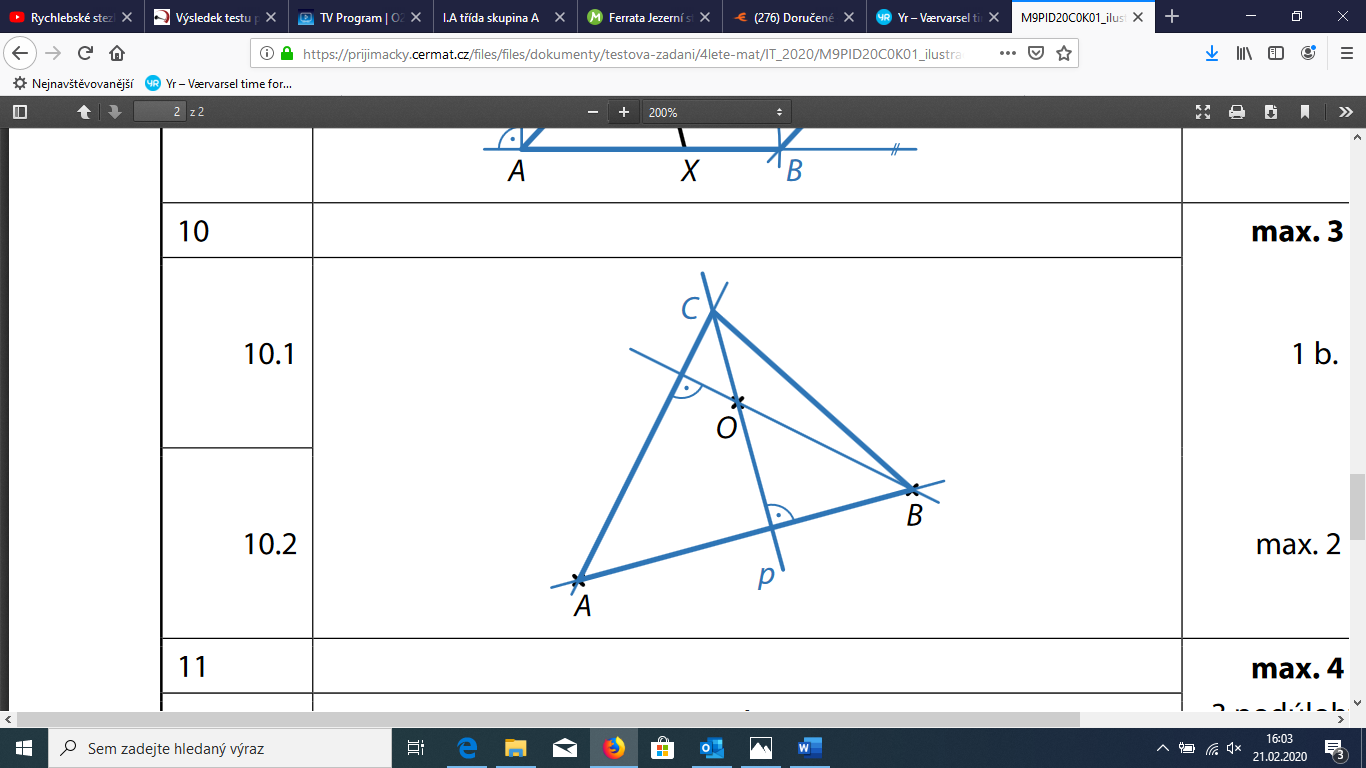 Rychlebské stez
Výsledek testu p
TV Program | O2
I.A třída skupina A
Ferrata Jezerní s
(276) Doručené
Yr – Værvarsel ti
M9PID20C0K01_ilust
https://prijimacky.cermat.cz/files/files/dokumenty/testova-zadani/4lete-mat/IT_2020/M9PID20C0K01_ilustra
Nejnavštěvovanější
Yr – Værvarsel time for...
2 z 2
200%
A X B
10 max. 3
C
10.1 1 b.
O
B
10.2 max. 2
p
A
11 max. 4
Sem zadejte hledaný výraz
16:03
21.02.2020
3